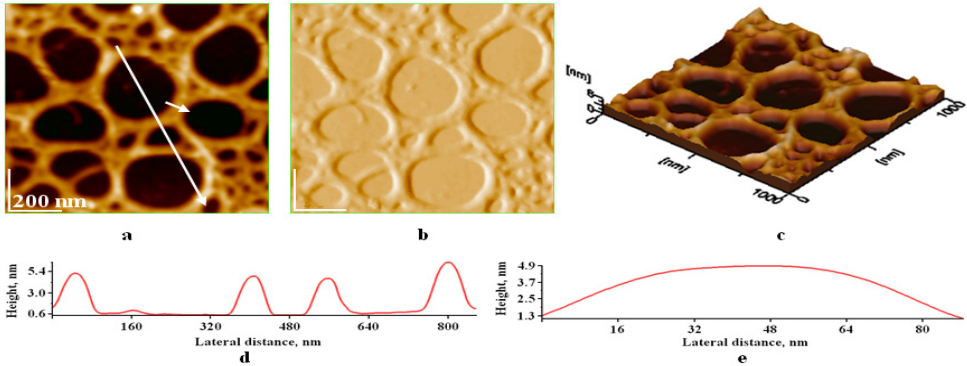 200 nm
a
b
[nm]
0
[nm]
1000
[nm]
1000
0
c
Height, nm
5.4
3.0
0.6
160
320
480
640
800
Lateral distance, nm
d
Height, nm
4.9
3.7
2.5
1.3
16
32
48
64
80
Lateral distance, nm
e